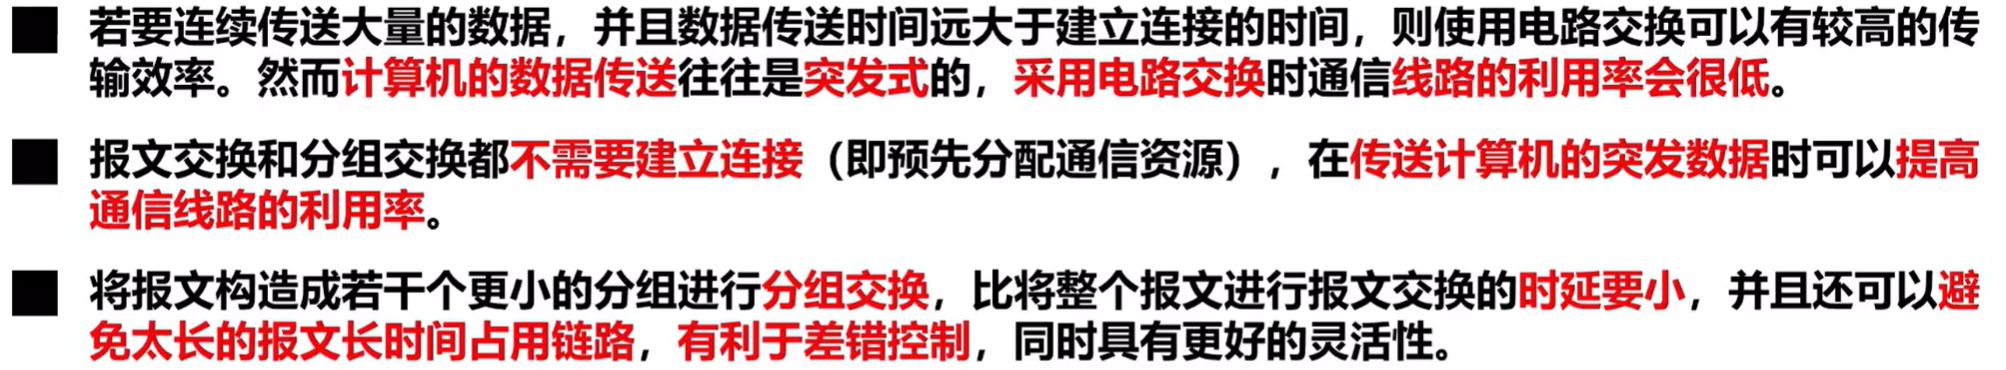 若要连续传送大量的数据，并且数据传送时间远大于建立连接的时间，则使用电路交换可以有较高的传
输效率。然而计算机的数据传送往往是突发式的，采用电路交换时通信线路的利用率会很低。
报文交换和分组交换都不需要建立连接（即预先分配通信资源），在传送计算机的突发数据时可以提高
通信线路的利用率。
将报文构造成若干个更小的分组进行分组交换，比将整个报文进行报文交换的时延要小，并且还可以避
免太长的报文长时间占用链路，有利于差错控制，同时具有更好的灵活性。